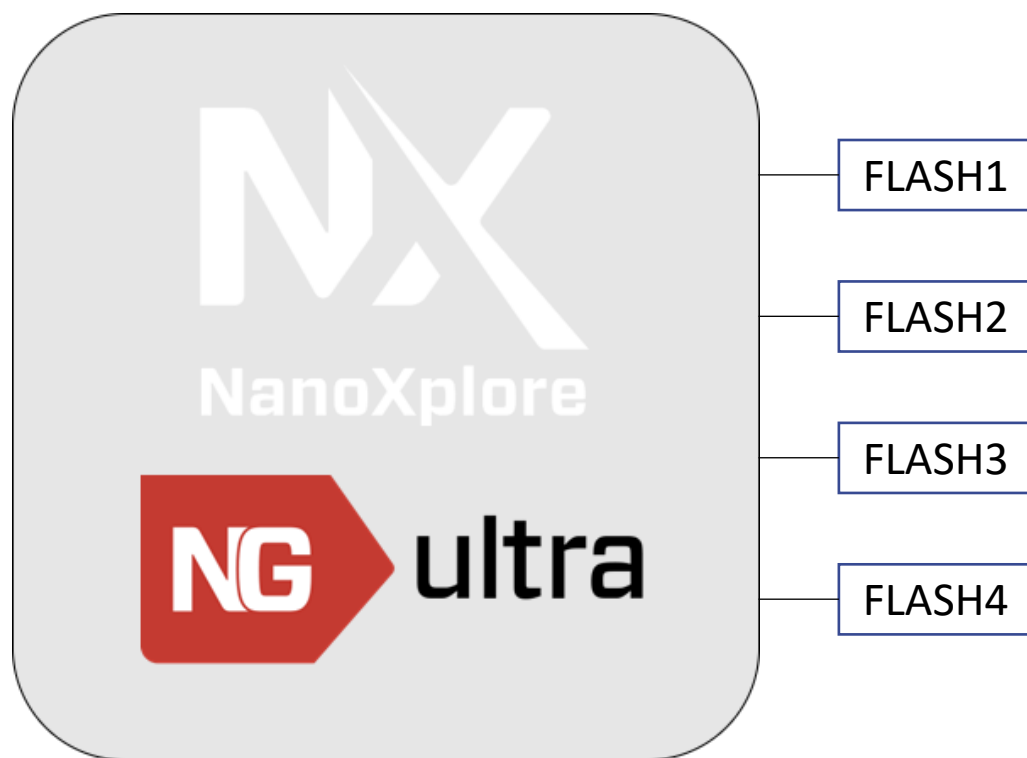 NX
NanoXplore
NG ultra
FLASH1
FLASH2
FLASH3
FLASH4